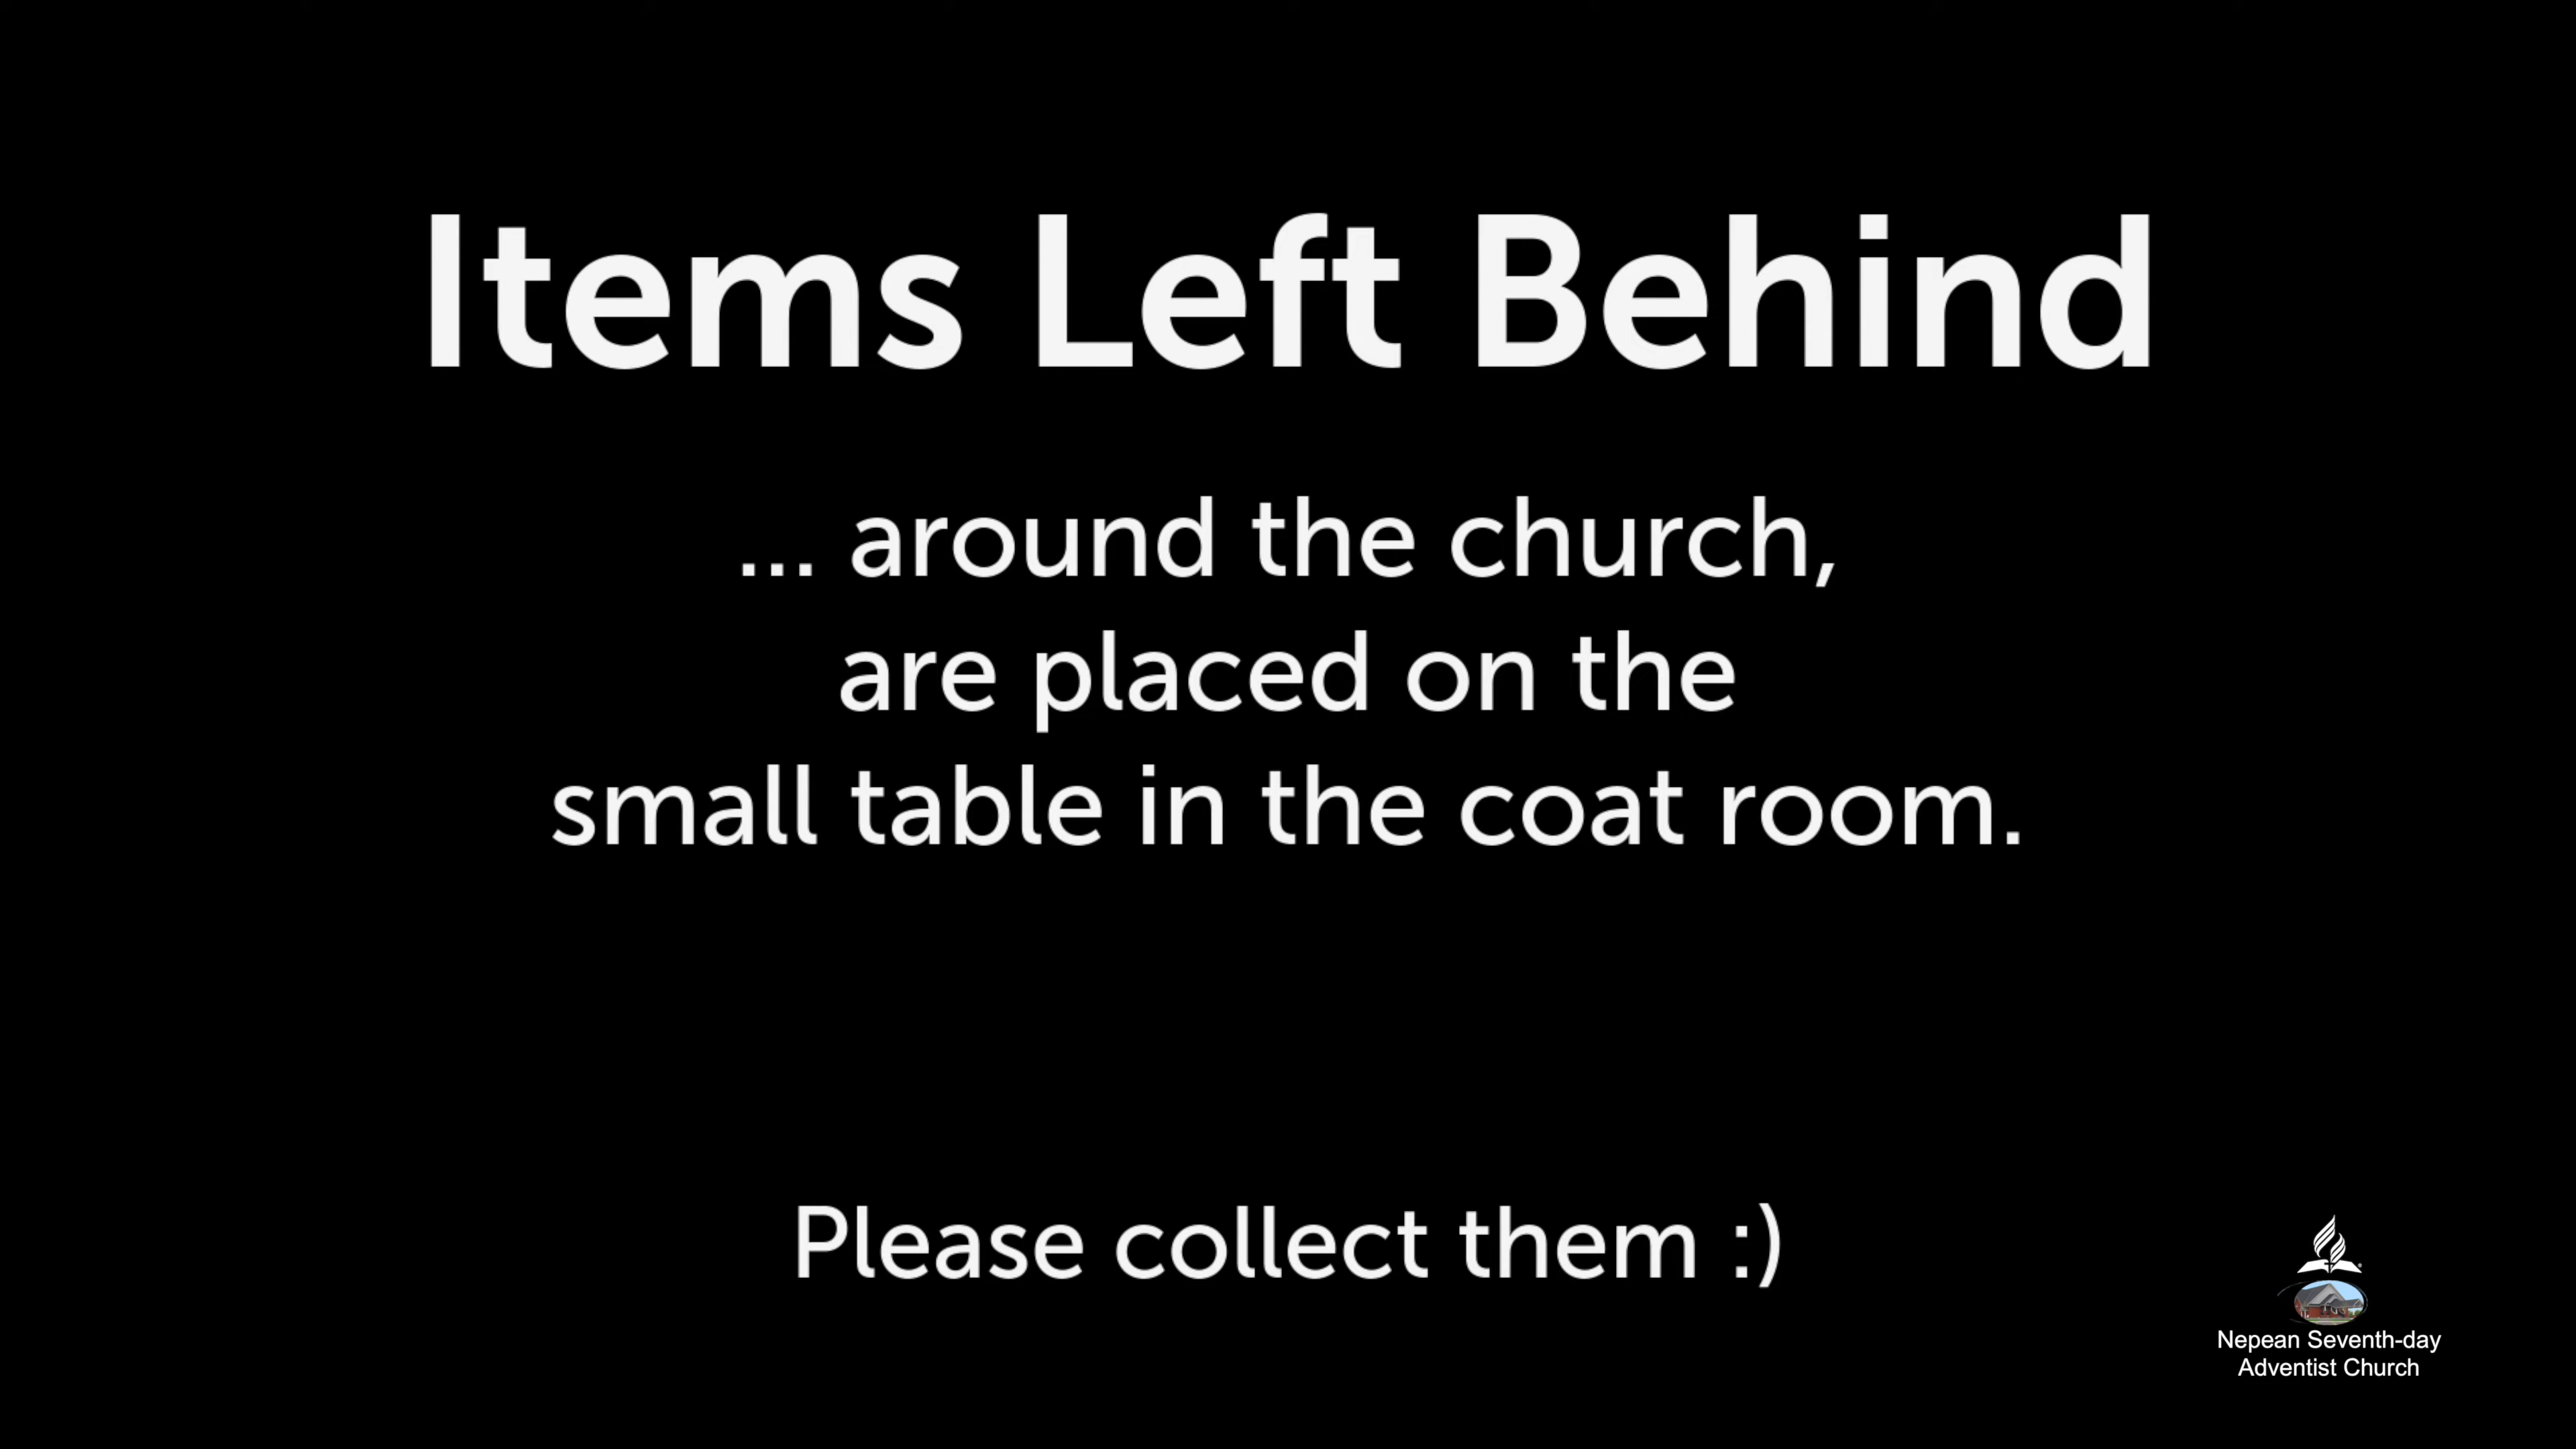 Items Left Behind
... around the church,
are placed on the
small table in the coat room.
Please collect them :)
Nepean Seventh-day
Adventist Church